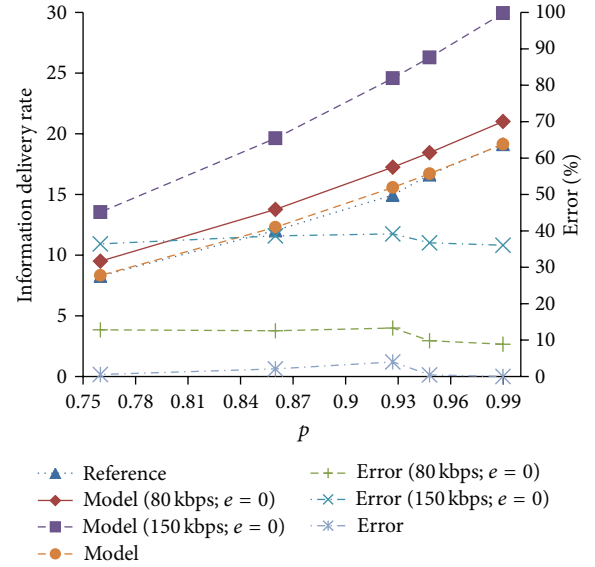 30
25
20
15
10
5
0
Information delivery rate
100
90
80
70
60
50
40
30
20
10
0
Error (%)
0.75 0.78 0.81 0.84 0.87 0.9 0.93 0.96 0.99
p
Reference
Model (80 kbps; e = 0)
Model (150 kbps; e = 0)
Model
Error (80 kbps; e = 0)
Error (150 kbps; e = 0)
Error